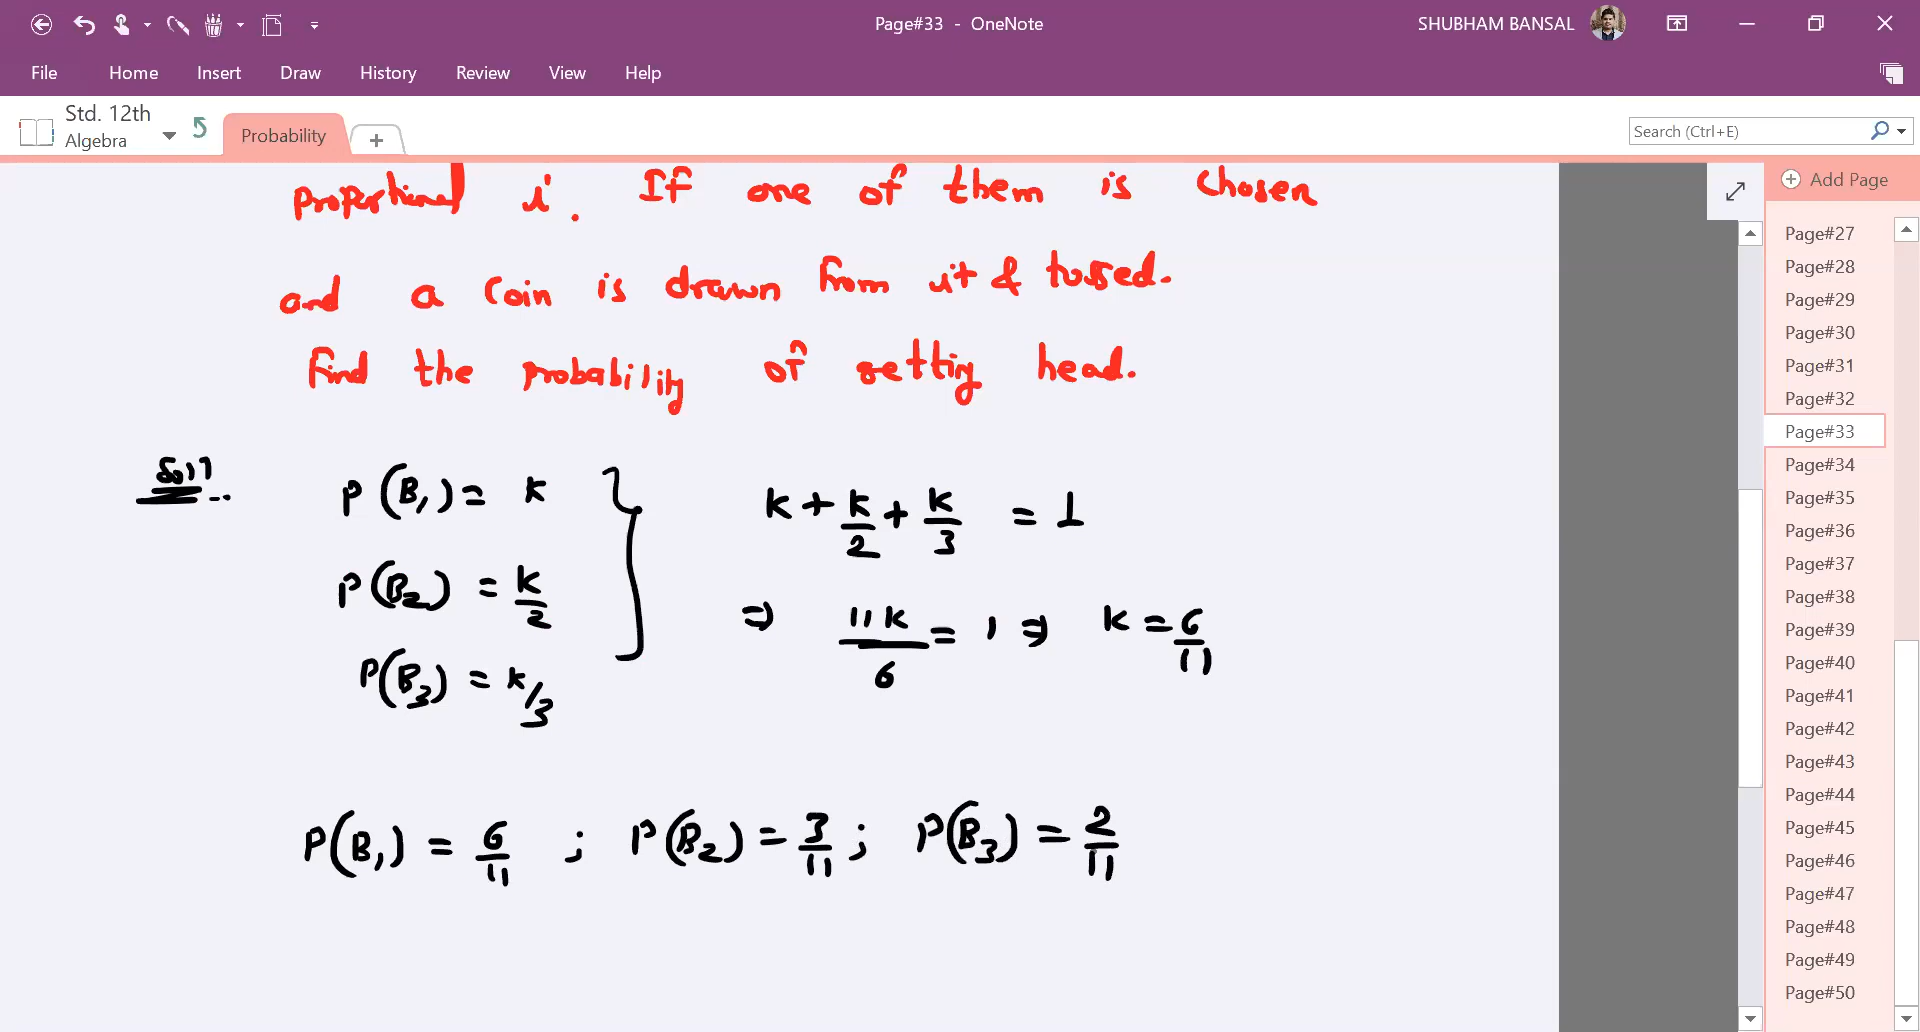 Page#33 - OneNote
SHUBHAM BANSAL
File Home Insert Draw History Review View Help
Std. 12th
Algebra
Probability
+
Search (Ctrl+E)
Add Page
proportional i. If one of them is chosen
and a coin is drawn from it & tossed.
find the probability of getting head.
Soln
P(B₁) = K
P(B₂) = K/2
P(B₃) = K/3
K + K/2 + K/3 = 1
⇒ 11K/6 = 1 ⇒ K = 6/11
P(B₁) = 6/11 ; P(B₂) = 3/11 ; P(B₃) = 2/11
Page#27
Page#28
Page#29
Page#30
Page#31
Page#32
Page#33
Page#34
Page#35
Page#36
Page#37
Page#38
Page#39
Page#40
Page#41
Page#42
Page#43
Page#44
Page#45
Page#46
Page#47
Page#48
Page#49
Page#50